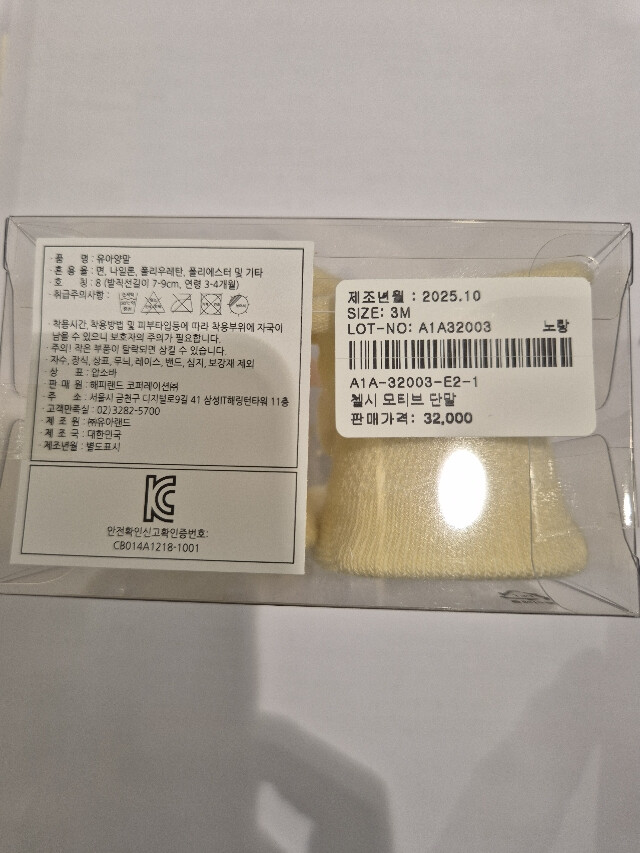 · 품 명 : 유아양말
· 혼 용 율 : 면, 나일론, 폴리우레탄, 폴리에스터 및 기타
· 호 칭 : 8 (발직선길이 7-9cm, 연령 3-4개월)
· 취급주의사항 :
· 착용시간, 착용방법 및 피부타입등에 따라 착용부위에 자국이
남을 수 있으니 보호자의 주의가 필요합니다.
· 주의! 작은 부품이 탈락되면 삼킬 수 있습니다.
· 자수, 장식, 상표, 무늬, 레이스, 밴드, 심지, 보강재 제외
· 상 표 : 압소바
· 판 매 원 : 해피랜드 코퍼레이션㈜
· 주 소 : 서울시 금천구 디지털로9길 41 삼성IT해링턴타워 11층
· 고객만족실 : 02)3282-5700
· 제 조 원 : ㈜유아랜드
· 제 조 국 : 대한민국
· 제조년월 : 별도표시
KC
안전확인신고확인증번호:
CB014A1218-1001
제조년월 : 2025.10
SIZE: 3M
LOT-NO: A1A32003 노랑
A1A-32003-E2-1
첼시 모티브 단말
판매가격: 32,000